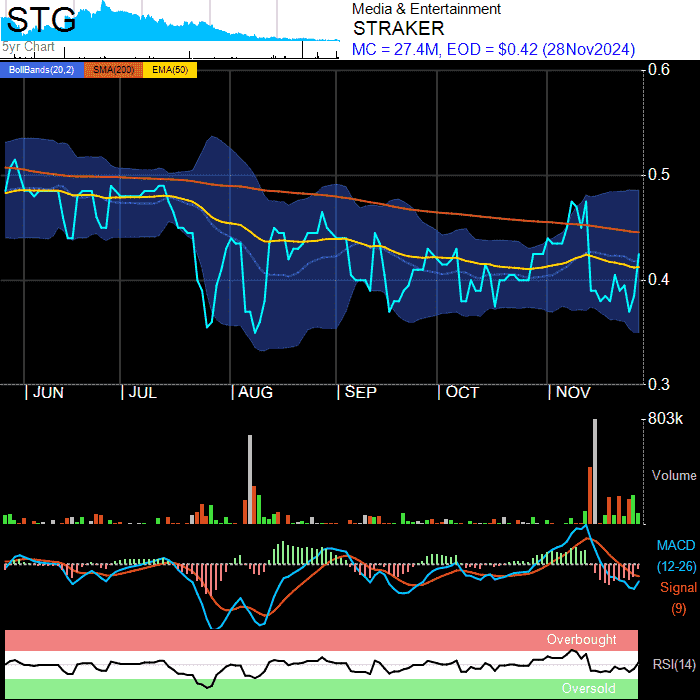 STG
5yr Chart
Media & Entertainment
STRAKER
MC = 27.4M, EOD = $0.42 (28Nov2024)
BollBands(20,2) SMA(200) EMA(50)
0.6
0.5
0.4
0.3
JUN JUL AUG SEP OCT NOV
803k
Volume
MACD
(12-26)
Signal
(9)
Overbought
RSI(14)
Oversold